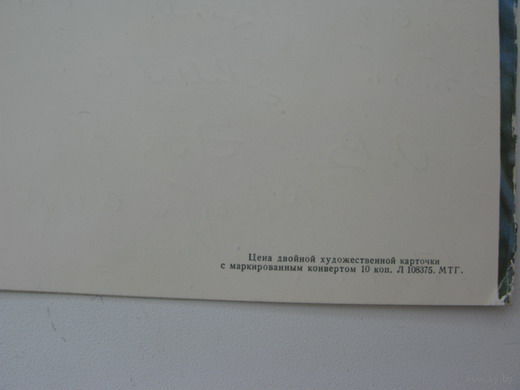 Цена двойной художественной карточки
с маркированным конвертом 10 коп. Л 108375. МТГ.